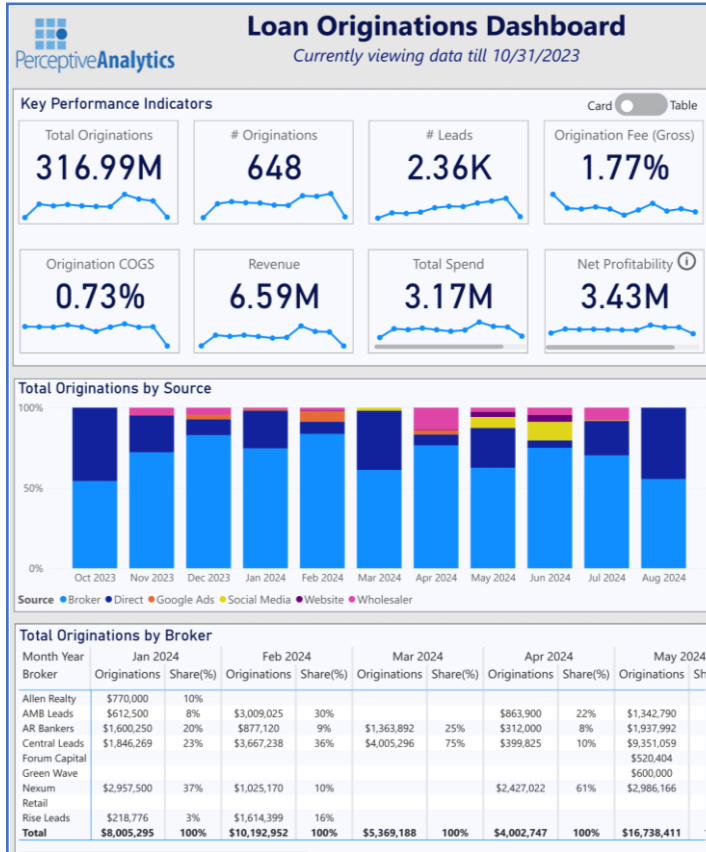 Loan Originations Dashboard
PerceptiveAnalytics
Currently viewing data till 10/31/2023
Key Performance Indicators
Card Table
Total Originations # Originations # Leads Origination Fee (Gross)
316.99M 648 2.36K 1.77%
Origination COGS Revenue Total Spend Net Profitability i
0.73% 6.59M 3.17M 3.43M
Total Originations by Source
100%
50%
0%
Oct 2023 Nov 2023 Dec 2023 Jan 2024 Feb 2024 Mar 2024 Apr 2024 May 2024 Jun 2024 Jul 2024 Aug 2024
Source Broker Direct Google Ads Social Media Website Wholesaler
Total Originations by Broker
Month Year Jan 2024 Feb 2024 Mar 2024 Apr 2024 May 2024
Broker Originations Share(%) Originations Share(%) Originations Share(%) Originations Share(%) Originations Sh
Allen Realty $770,000 10%
AMB Leads $612,500 8% $3,009,025 30% $863,900 22% $1,342,790
AR Bankers $1,600,250 20% $877,120 9% $1,363,892 25% $312,000 8% $1,937,992
Central Leads $1,846,269 23% $3,667,238 36% $4,005,296 75% $399,825 10% $9,351,059
Forum Capital $520,404
Green Wave $600,000
Nexum $2,957,500 37% $1,025,170 10% $2,427,022 61% $2,986,166
Retail
Rise Leads $218,776 3% $1,614,399 16%
Total $8,005,295 100% $10,192,952 100% $5,369,188 100% $4,002,747 100% $16,738,411